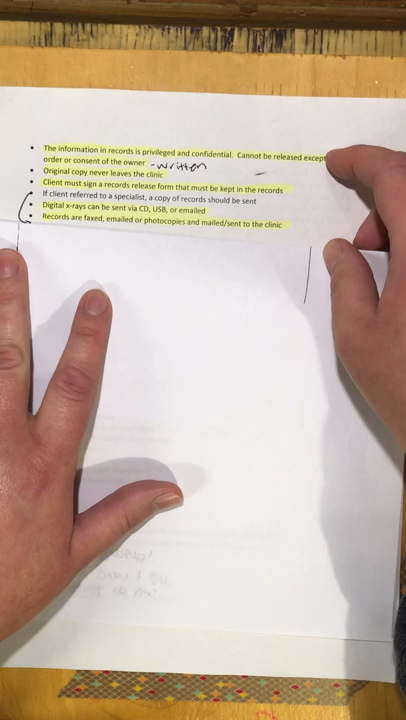 • The information in records is privileged and confidential.  Cannot be released except
order or consent of the owner -written
• Original copy never leaves the clinic
• Client must sign a records release form that must be kept in the records
• If client referred to a specialist, a copy of records should be sent
• Digital x-rays can be sent via CD, USB, or emailed
• Records are faxed, emailed or photocopies and mailed/sent to the clinic